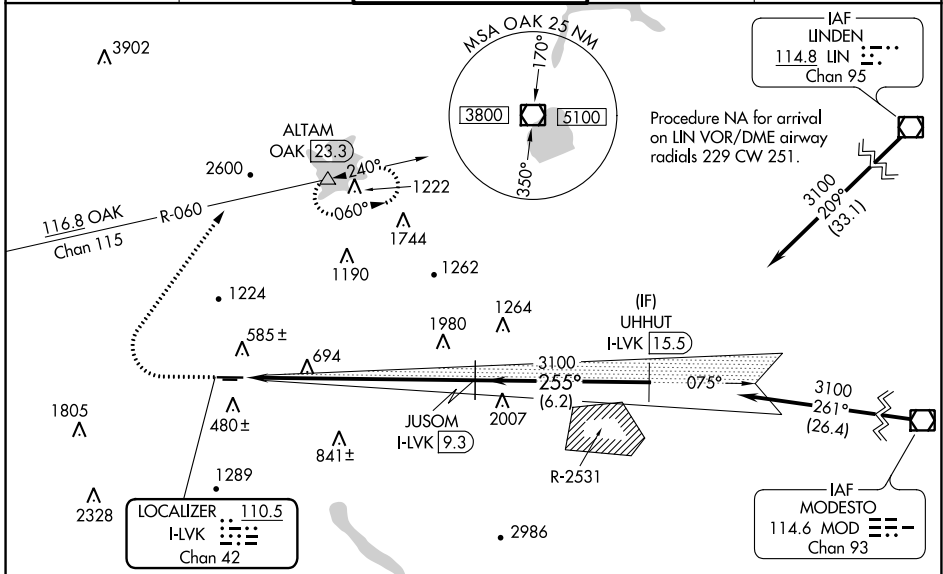 3902
MSA OAK 25 NM
170°
3800
5100
350°
IAF
LINDEN
114.8 LIN
Chan 95
Procedure NA for arrival
on LIN VOR/DME airway
radials 229 CW 251.
3100
209°
(33.1)
ALTAM
OAK 23.3
2600
240°
1222
060°
116.8 OAK
R-060
Chan 115
1744
1190
1262
1224
1264
1980
585±
694
(IF)
UHHUT
I-LVK 15.5
3100
255°
(6.2)
075°
3100
261°
(26.4)
JUSOM
I-LVK 9.3
2007
R-2531
1805
480±
841±
1289
2328
2986
LOCALIZER 110.5
I-LVK
Chan 42
IAF
MODESTO
114.6 MOD
Chan 93